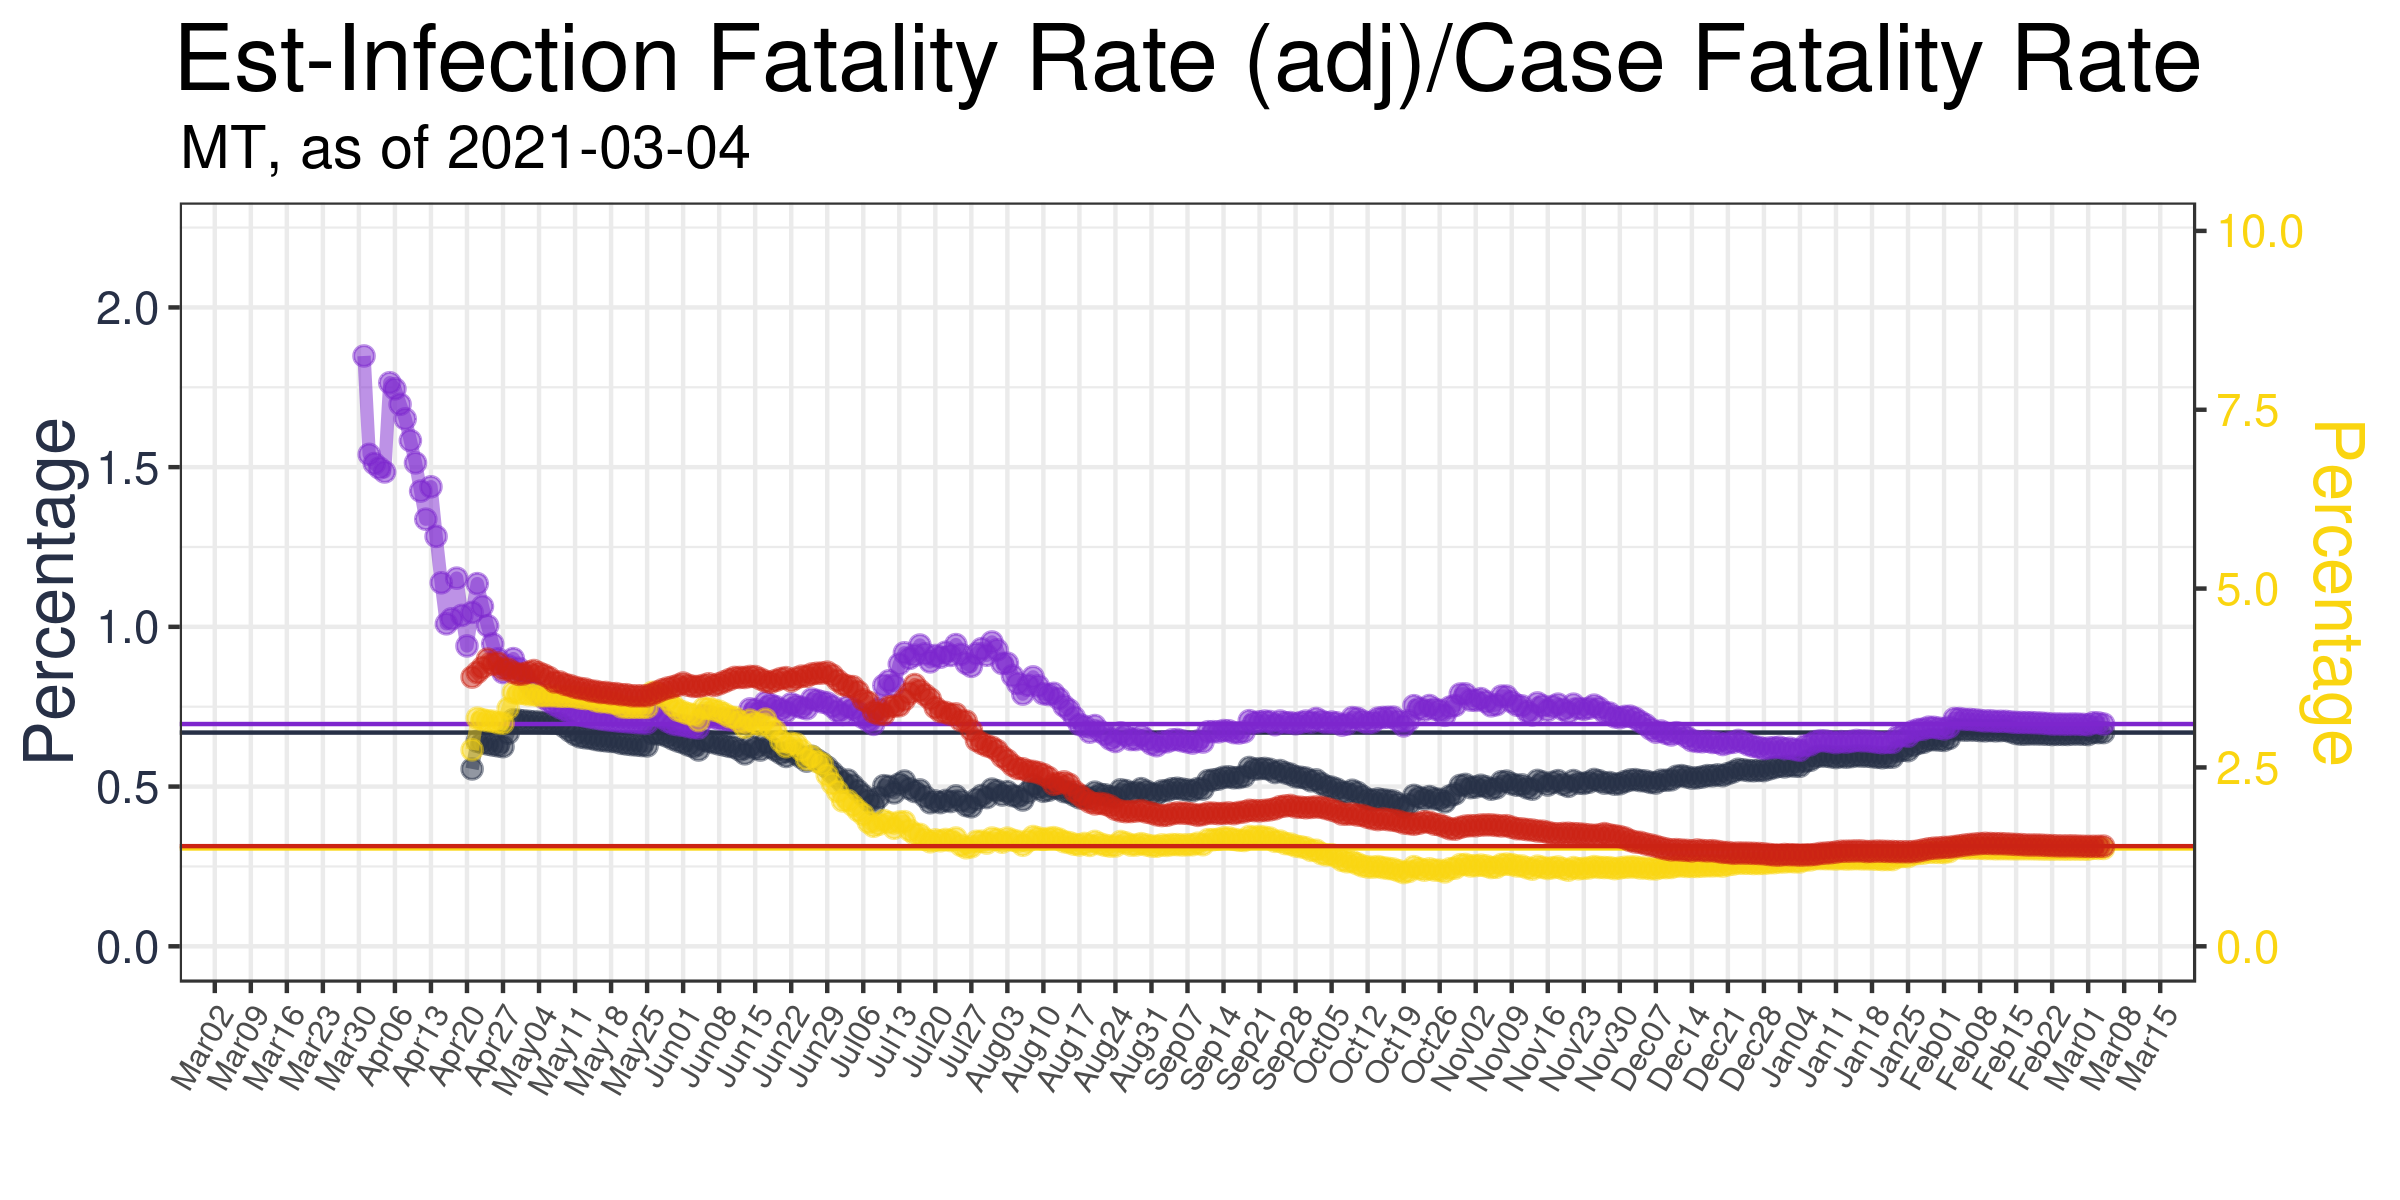 Est-Infection Fatality Rate (adj)/Case Fatality Rate
MT, as of 2021-03-04
Percentage
2.0
1.5
1.0
0.5
0.0
10.0
7.5
5.0
2.5
0.0
Percentage
Mar02
Mar09
Mar16
Mar23
Mar30
Apr06
Apr13
Apr20
Apr27
May04
May11
May18
May25
Jun01
Jun08
Jun15
Jun22
Jun29
Jul06
Jul13
Jul20
Jul27
Aug03
Aug10
Aug17
Aug24
Aug31
Sep07
Sep14
Sep21
Sep28
Oct05
Oct12
Oct19
Oct26
Nov02
Nov09
Nov16
Nov23
Nov30
Dec07
Dec14
Dec21
Dec28
Jan04
Jan11
Jan18
Jan25
Feb01
Feb08
Feb15
Feb22
Mar01
Mar08
Mar15